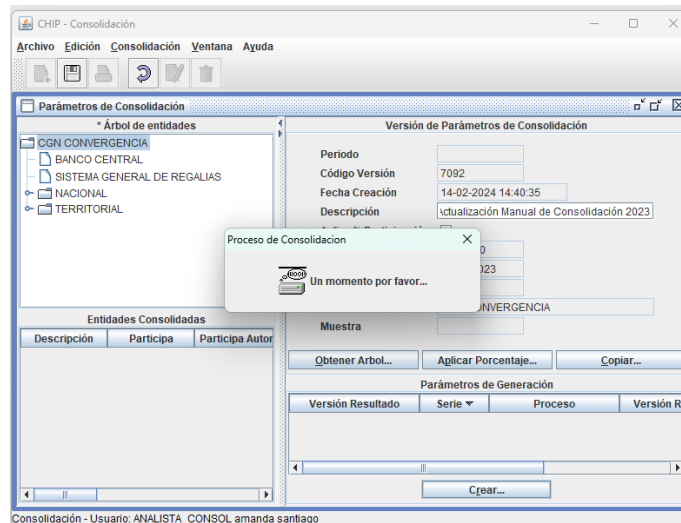 CHIP - Consolidación
Archivo Edición Consolidación Ventana Ayuda
Parámetros de Consolidación
* Árbol de entidades
CGN CONVERGENCIA
BANCO CENTRAL
SISTEMA GENERAL DE REGALIAS
NACIONAL
TERRITORIAL
Entidades Consolidadas
Descripción Participa Participa Autor
Versión de Parámetros de Consolidación
Periodo
Código Versión 7092
Fecha Creación 14-02-2024 14:40:35
Descripción Actualización Manual de Consolidación 2023
Proceso de Consolidacion
Un momento por favor...
0
023
NVERGENCIA
Muestra
Obtener Arbol... Aplicar Porcentaje... Copiar...
Parámetros de Generación
Versión Resultado Serie Proceso Versión R
Crear...
Consolidación - Usuario: ANALISTA_CONSOL amanda santiago